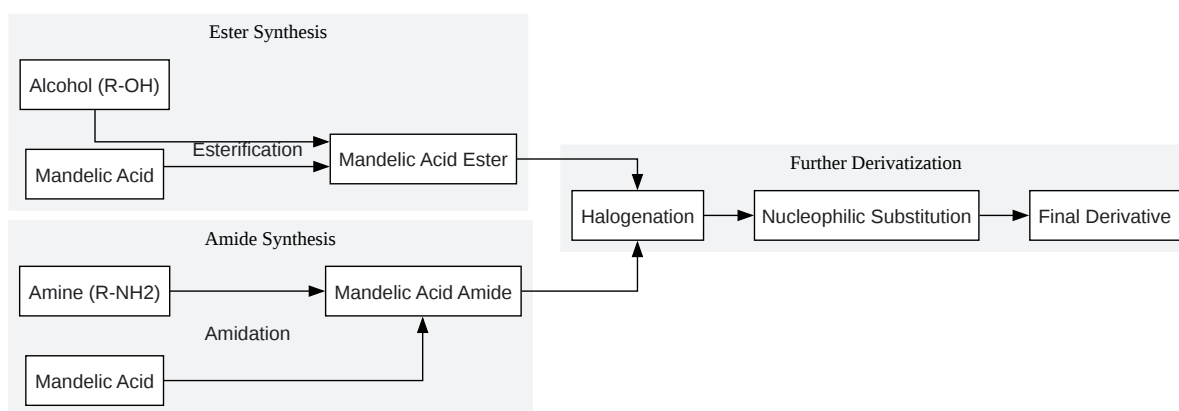 Ester Synthesis
Alcohol (R-OH)
Esterification
Mandelic Acid
Mandelic Acid Ester
Amide Synthesis
Amine (R-NH2)
Mandelic Acid Amide
Amidation
Mandelic Acid
Further Derivatization
Halogenation
Nucleophilic Substitution
Final Derivative